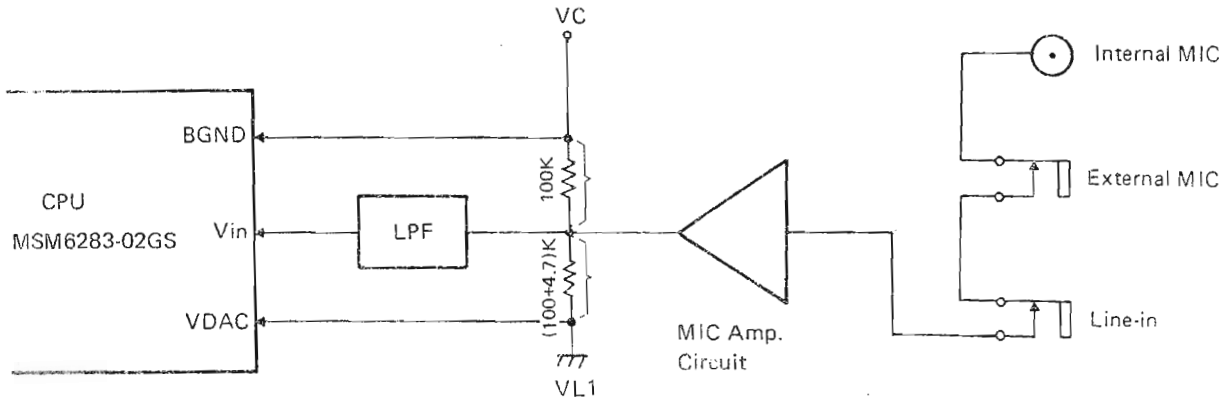 VC
Internal MIC
BGND
100K
External MIC
CPU
MSM6283-02GS
Vin
LPF
(100+4.7)K
VDAC
MIC Amp.
Circuit
Line-in
VL1